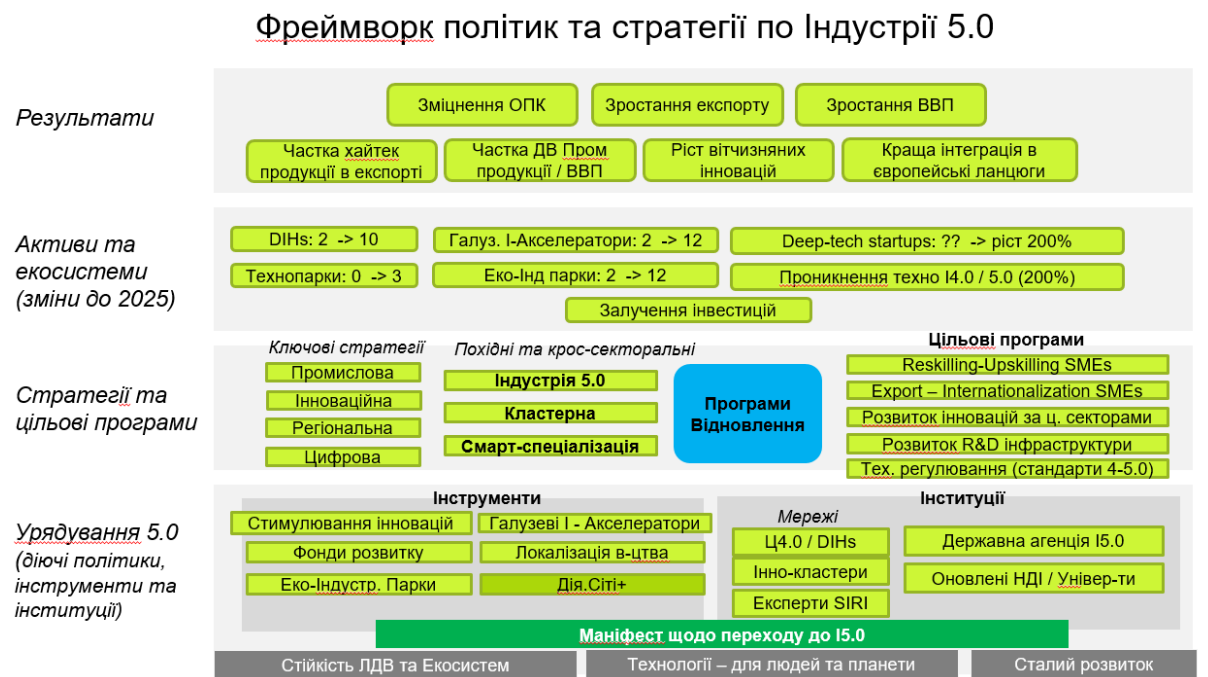 Фреймворк політик та стратегії по Індустрії 5.0
Результати
Зміцнення ОПК
Зростання експорту
Зростання ВВП
Частка хайтек
продукції в експорті
Частка ДВ Пром
продукції / ВВП
Ріст вітчизняних
інновацій
Краща інтеграція в
європейські ланцюги
Активи та
екосистеми
(зміни до 2025)
DIHs: 2 -> 10
Галуз. І-Акселератори: 2 -> 12
Deep-tech startups: ?? -> ріст 200%
Технопарки: 0 -> 3
Еко-Інд парки: 2 -> 12
Проникнення техно І4.0 / 5.0 (200%)
Залучення інвестицій
Стратегії та
цільові програми
Ключові стратегії
Промислова
Інноваційна
Регіональна
Цифрова
Похідні та крос-секторальні
Індустрія 5.0
Кластерна
Смарт-спеціалізація
Програми
Відновлення
Цільові програми
Reskilling-Upskilling SMEs
Export – Internationalization SMEs
Розвиток інновацій за ц. секторами
Розвиток R&D інфраструктури
Тех. регулювання (стандарти 4-5.0)
Урядування 5.0
(діючі політики,
інструменти та
інституції)
Інструменти
Стимулювання інновацій
Галузеві І - Акселератори
Фонди розвитку
Локалізація в-цтва
Еко-Індустр. Парки
Дія.Сіті+
Інституції
Мережі
Ц4.0 / DIHs
Інно-кластери
Експерти SIRI
Державна агенція І5.0
Оновлені НДІ / Універ-ти
Маніфест щодо переходу до І5.0
Стійкість ЛДВ та Екосистем
Технології – для людей та планети
Сталий розвиток